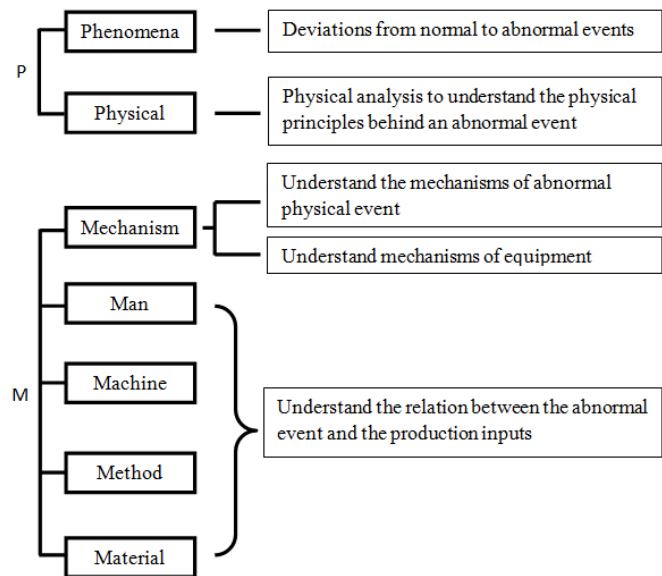 Phenomena
Deviations from normal to abnormal events
P
Physical
Physical analysis to understand the physical
principles behind an abnormal event
Mechanism
Understand the mechanisms of abnormal
physical event
Understand mechanisms of equipment
Man
M
Machine
Understand the relation between the abnormal
event and the production inputs
Method
Material